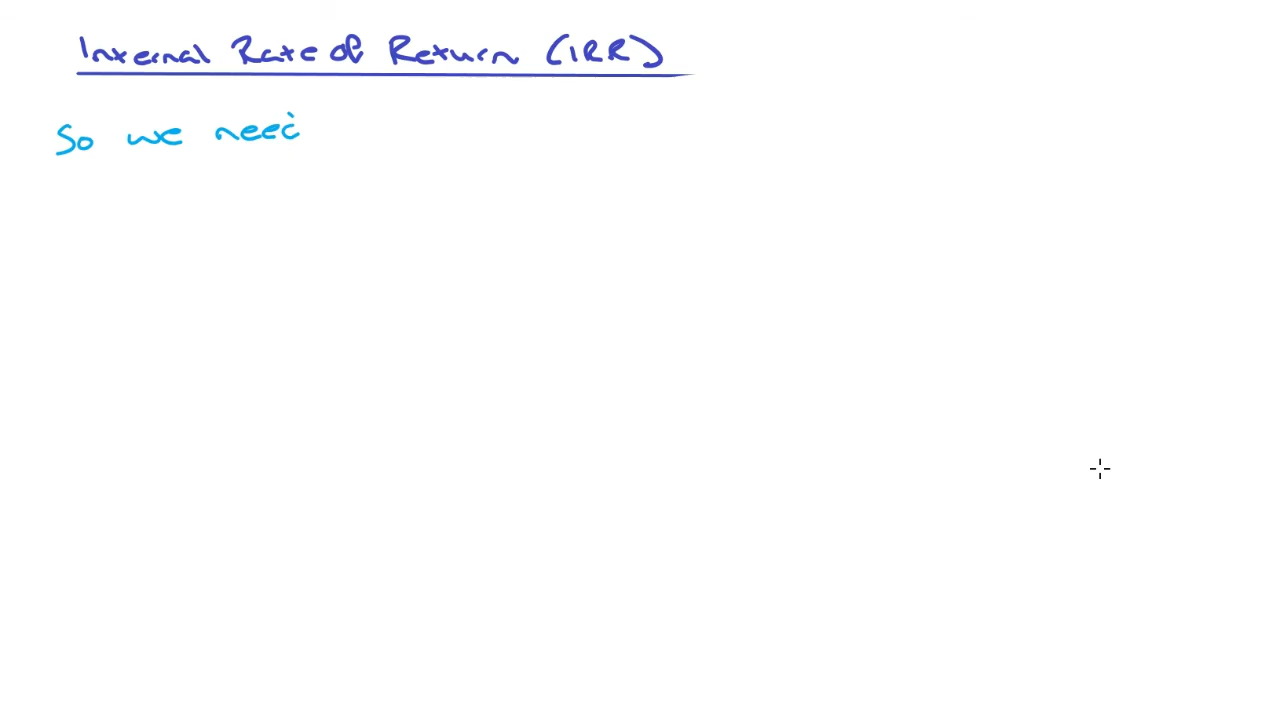 Internal Rate of Return (IRR)
So we need